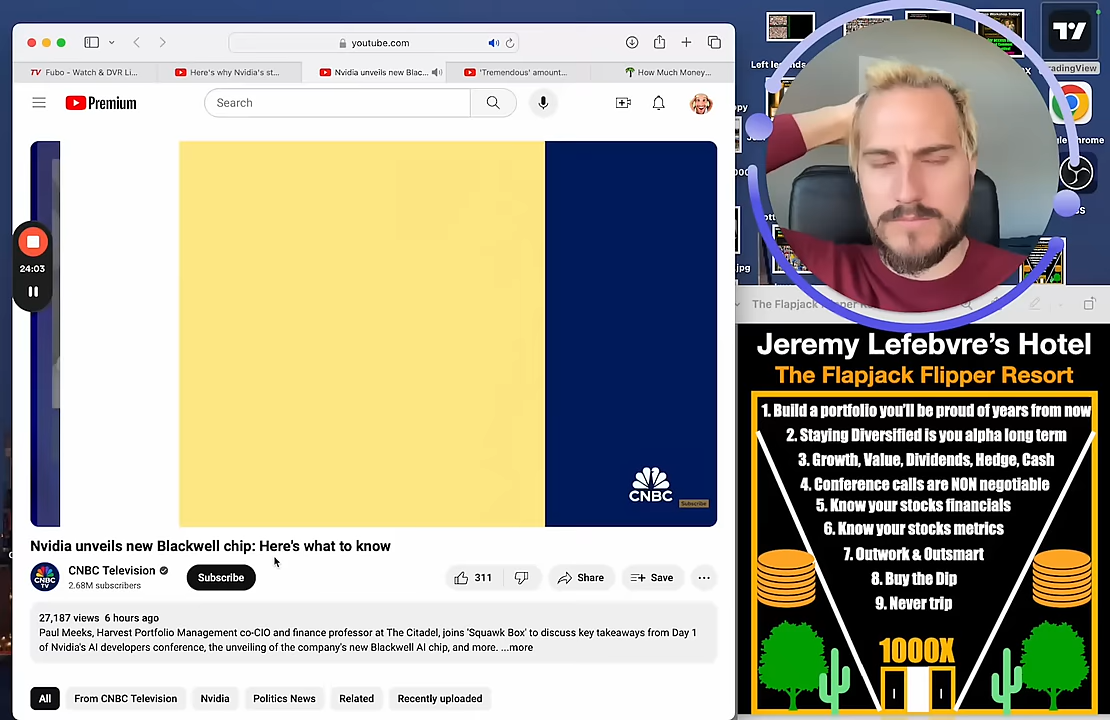 youtube.com
Fubo - Watch & DVR Li...
Here's why Nvidia's st...
Nvidia unveils new Blac...
'Tremendous' amount...
How Much Money...
Premium
Search
24:03
CNBC
Subscribe
Nvidia unveils new Blackwell chip: Here's what to know
CNBC Television
2.68M subscribers
Subscribe
311
Share
Save
27,187 views 6 hours ago
Paul Meeks, Harvest Portfolio Management co-CIO and finance professor at The Citadel, joins 'Squawk Box' to discuss key takeaways from Day 1
of Nvidia's AI developers conference, the unveiling of the company's new Blackwell AI chip, and more. ...more
All
From CNBC Television
Nvidia
Politics News
Related
Recently uploaded
TradingView
The Flapjack Flipper
Jeremy Lefebvre's Hotel
The Flapjack Flipper Resort
1. Build a portfolio you'll be proud of years from now
2. Staying Diversified is you alpha long term
3. Growth, Value, Dividends, Hedge, Cash
4. Conference calls are NON negotiable
5. Know your stocks financials
6. Know your stocks metrics
7. Outwork & Outsmart
8. Buy the Dip
9. Never trip
1000X